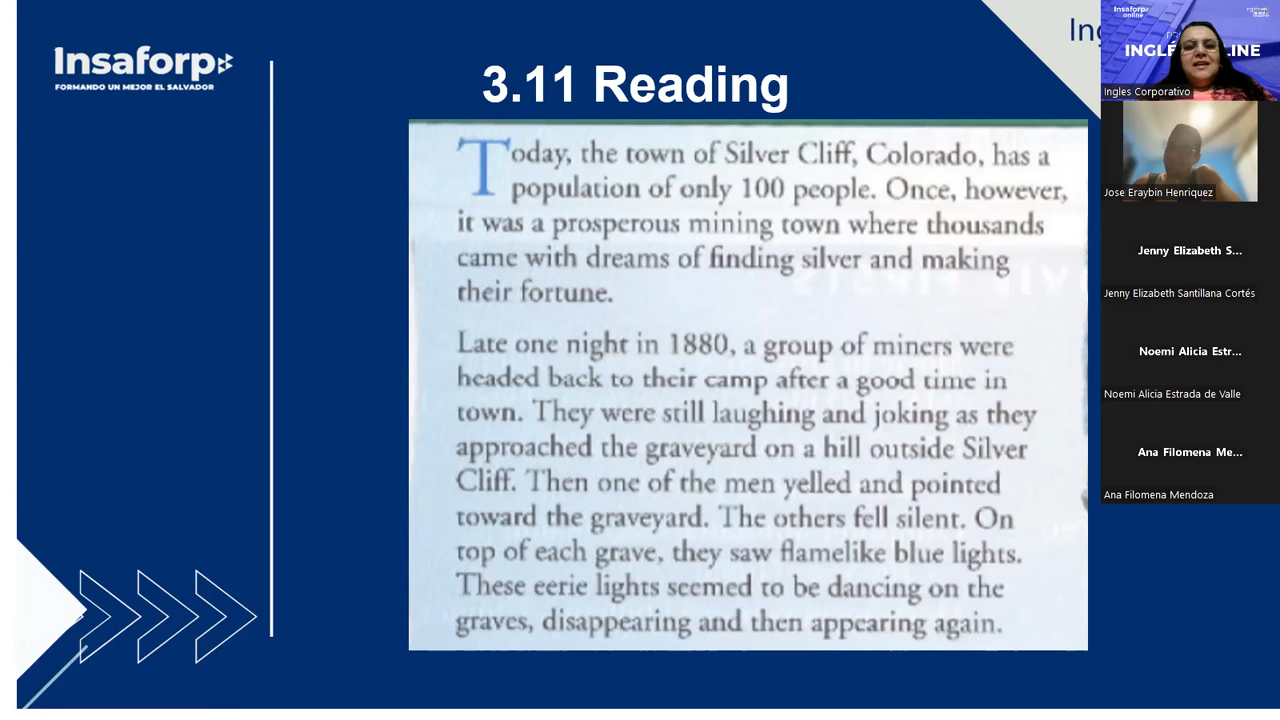 Insaforp
FORMANDO UN MEJOR EL SALVADOR
3.11 Reading
Today, the town of Silver Cliff, Colorado, has a
population of only 100 people. Once, however,
it was a prosperous mining town where thousands
came with dreams of finding silver and making
their fortune.
Late one night in 1880, a group of miners were
headed back to their camp after a good time in
town. They were still laughing and joking as they
approached the graveyard on a hill outside Silver
Cliff. Then one of the men yelled and pointed
toward the graveyard. The others fell silent. On
top of each grave, they saw flamelike blue lights.
These eerie lights seemed to be dancing on the
graves, disappearing and then appearing again.
Insaforp
online
Ingles Corporativo
Jose Eraybin Henriquez
Jenny Elizabeth S...
Jenny Elizabeth Santillana Cortés
Noemi Alicia Estr...
Noemi Alicia Estrada de Valle
Ana Filomena Me...
Ana Filomena Mendoza